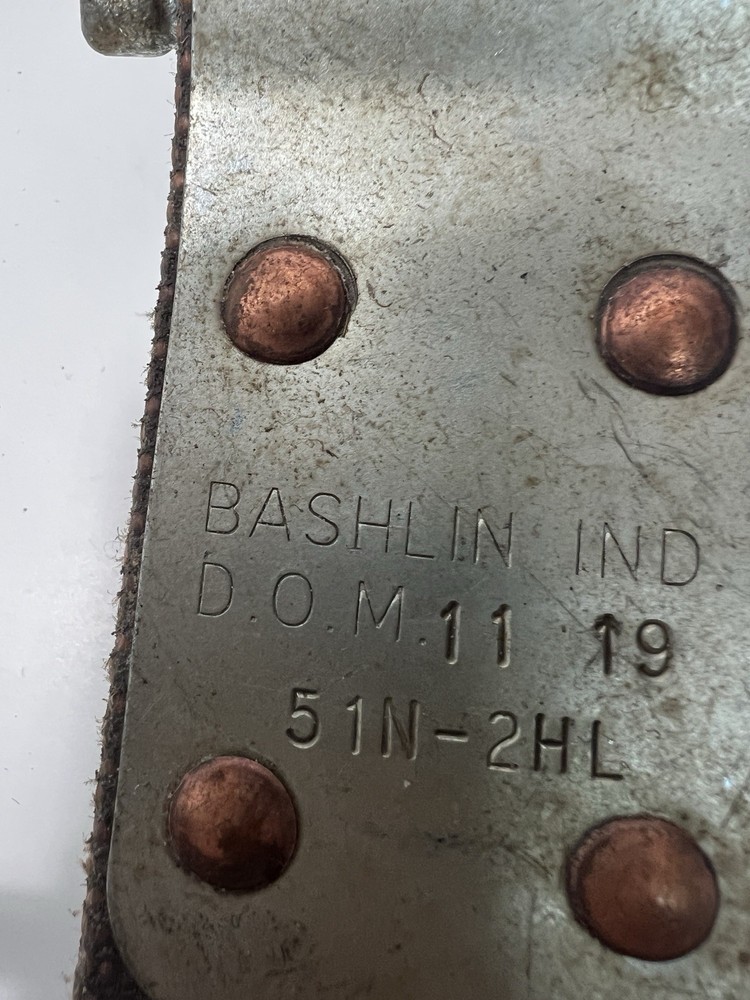 BASHLIN IND
D.O.M. 11 19
51N-2HL